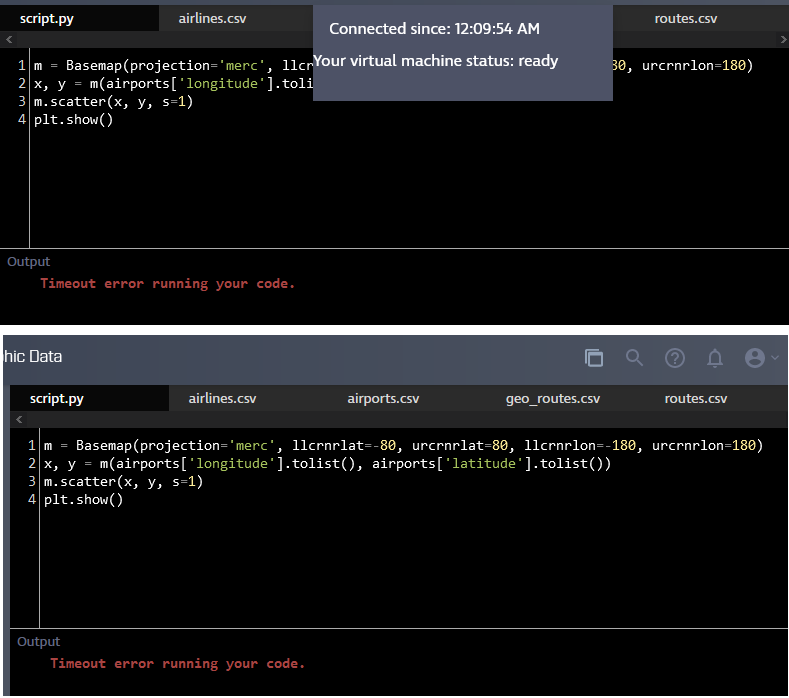 script.py airlines.csv routes.csv
Connected since: 12:09:54 AM
Your virtual machine status: ready
<
>
1 m = Basemap(projection='merc', llcr 80, urcrnrlon=180)
2 x, y = m(airports['longitude'].toli
3 m.scatter(x, y, s=1)
4 plt.show()
Output
Timeout error running your code.
hic Data
script.py airlines.csv airports.csv geo_routes.csv routes.csv
<
1 m = Basemap(projection='merc', llcrnrlat=-80, urcrnrlat=80, llcrnrlon=-180, urcrnrlon=180)
2 x, y = m(airports['longitude'].tolist(), airports['latitude'].tolist())
3 m.scatter(x, y, s=1)
4 plt.show()
Output
Timeout error running your code.